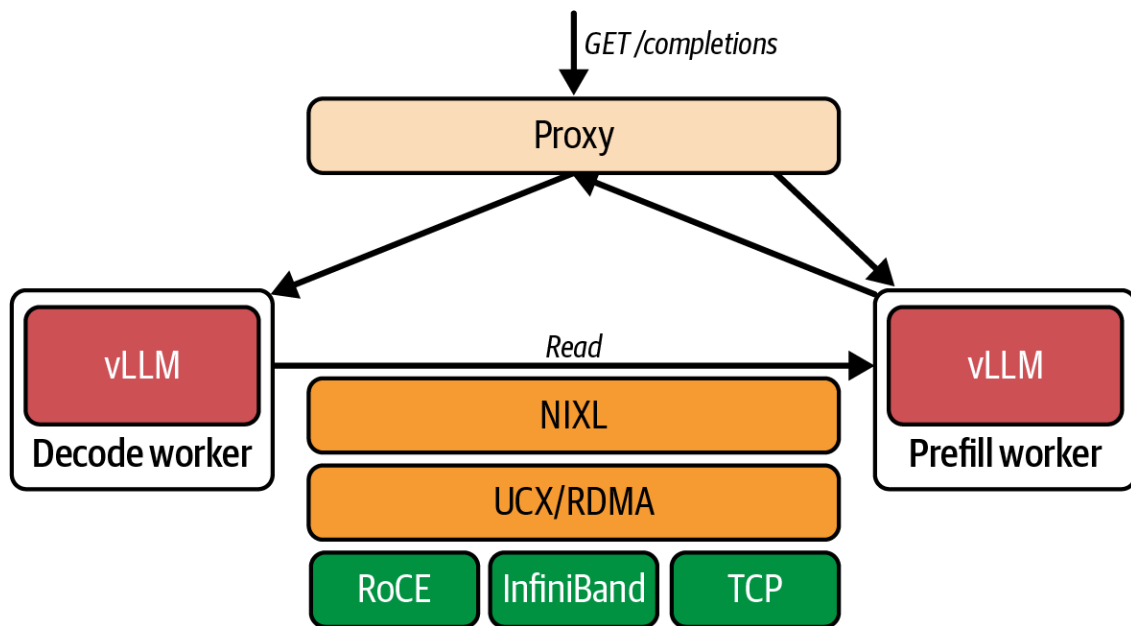 GET /completions
Proxy
vLLM
Decode worker
Read
vLLM
Prefill worker
NIXL
UCX/RDMA
RoCE
InfiniBand
TCP